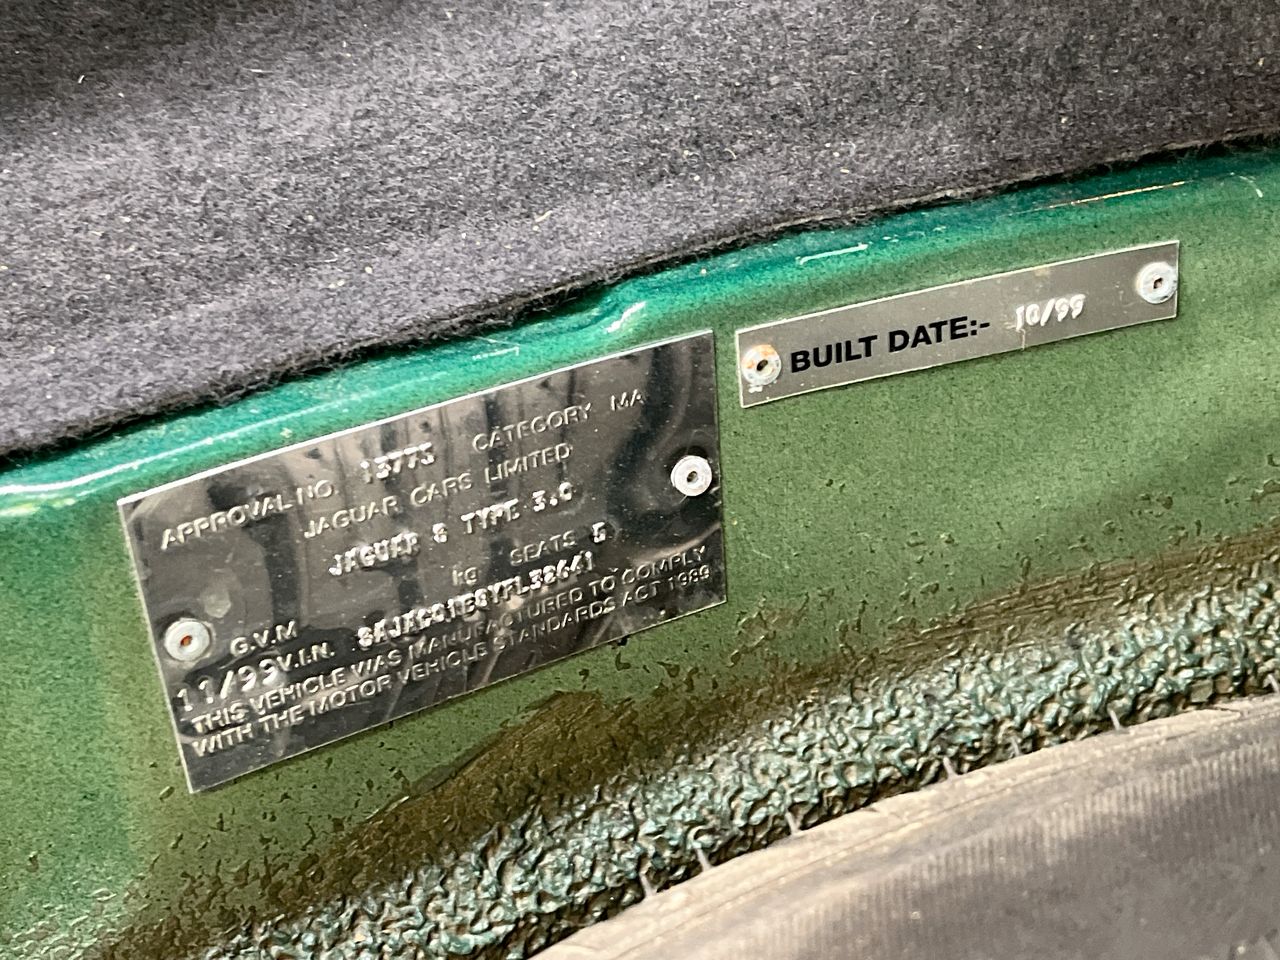 APPROVAL NO. 13775 CATEGORY MA
JAGUAR CARS LIMITED
JAGUAR S TYPE 3.0
G.V.M KG SEATS 5
11/99 V.I.N.
THIS VEHICLE WAS MANUFACTURED TO COMPLY
WITH THE MOTOR VEHICLE STANDARDS ACT 1989
BUILT DATE:- 10/99